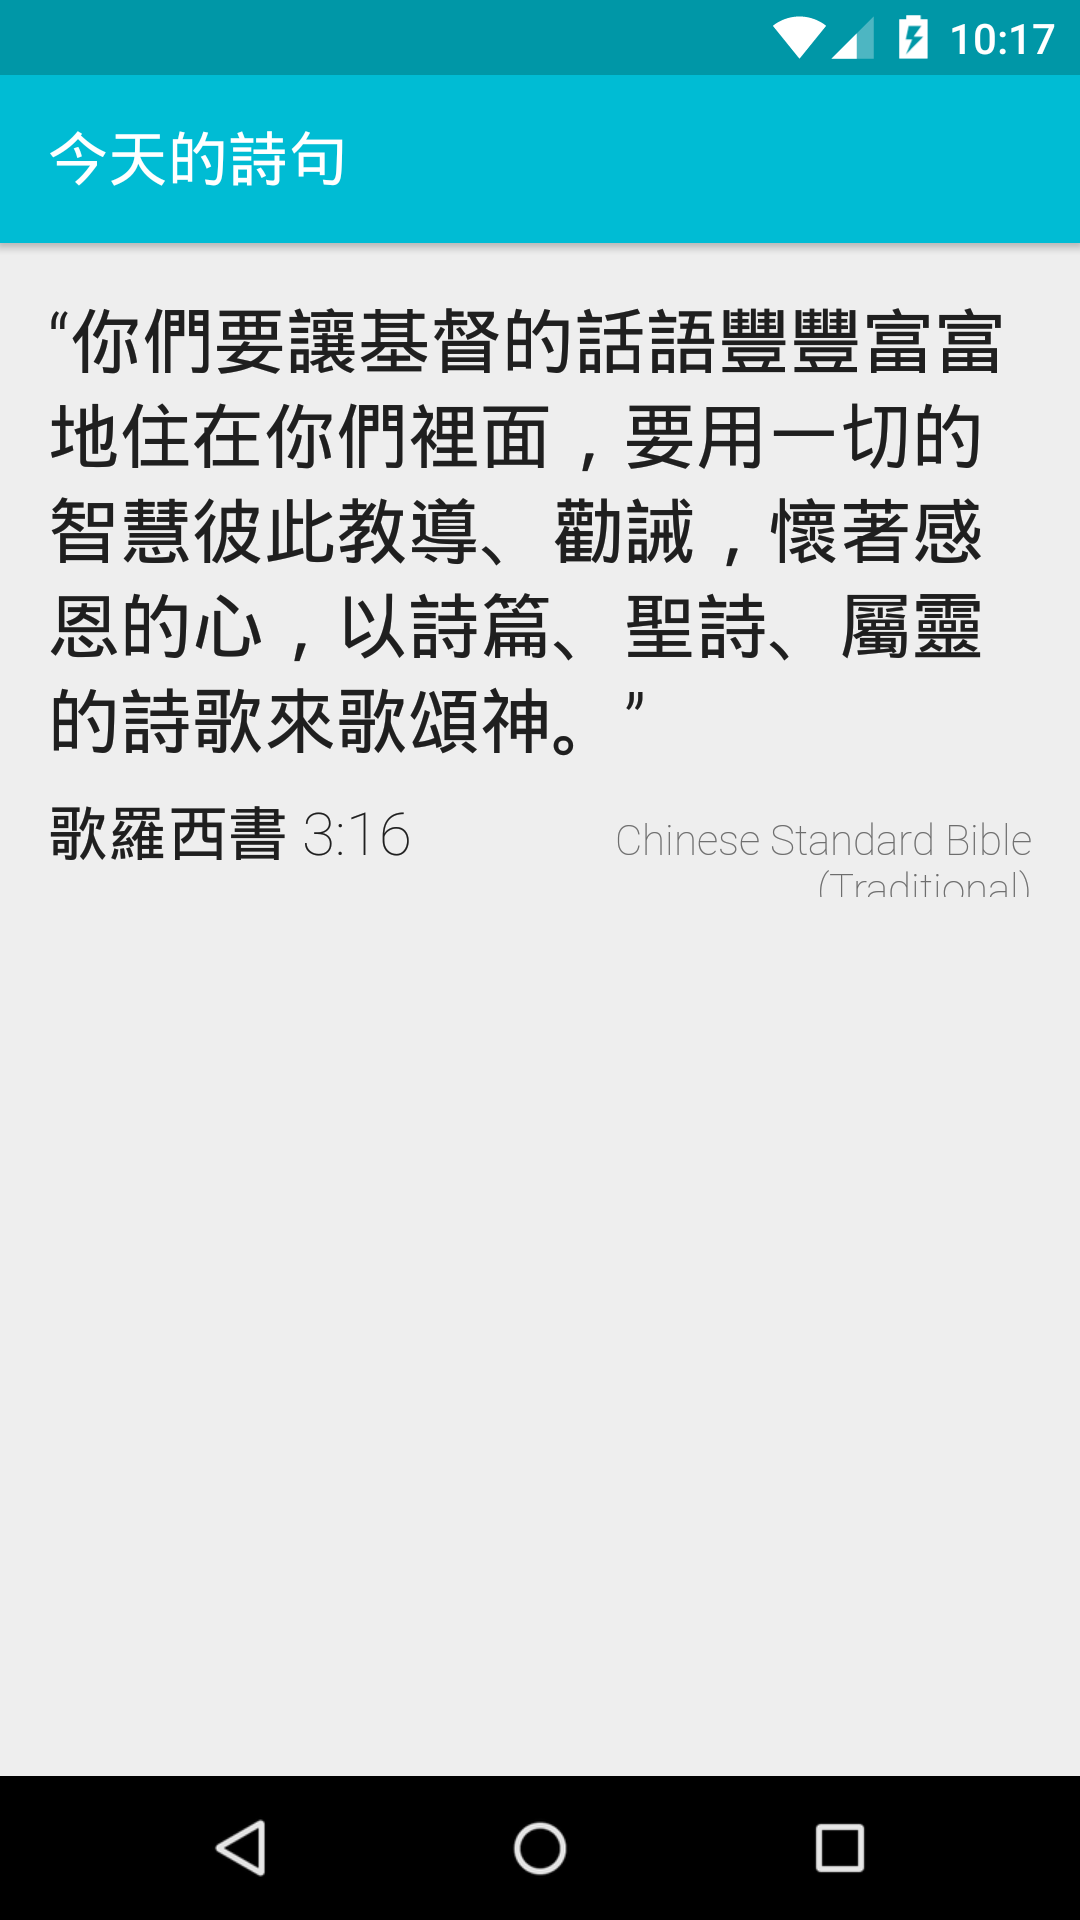 10:17
今天的詩句
“你們要讓基督的話語豐豐富富
地住在你們裡面，要用一切的
智慧彼此教導、勸誡，懷著感
恩的心，以詩篇、聖詩、屬靈
的詩歌來歌頌神。”
歌羅西書 3:16
Chinese Standard Bible
(Traditional)